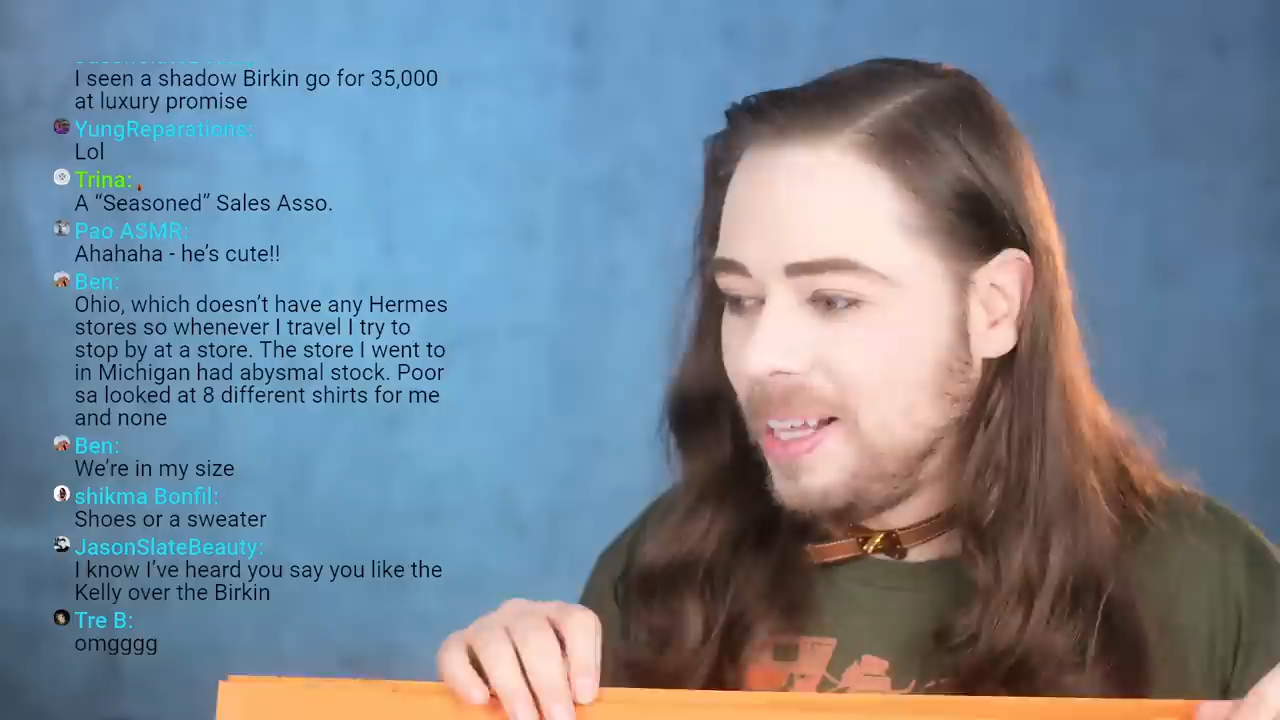 I seen a shadow Birkin go for 35,000
at luxury promise
YungReparations:
Lol
Trina:
A “Seasoned” Sales Asso.
Pao ASMR:
Ahahaha - he’s cute!!
Ben:
Ohio, which doesn’t have any Hermes
stores so whenever I travel I try to
stop by at a store. The store I went to
in Michigan had abysmal stock. Poor
sa looked at 8 different shirts for me
and none
Ben:
We’re in my size
shikma Bonfil:
Shoes or a sweater
JasonSlateBeauty:
I know I’ve heard you say you like the
Kelly over the Birkin
Tre B:
omgggg